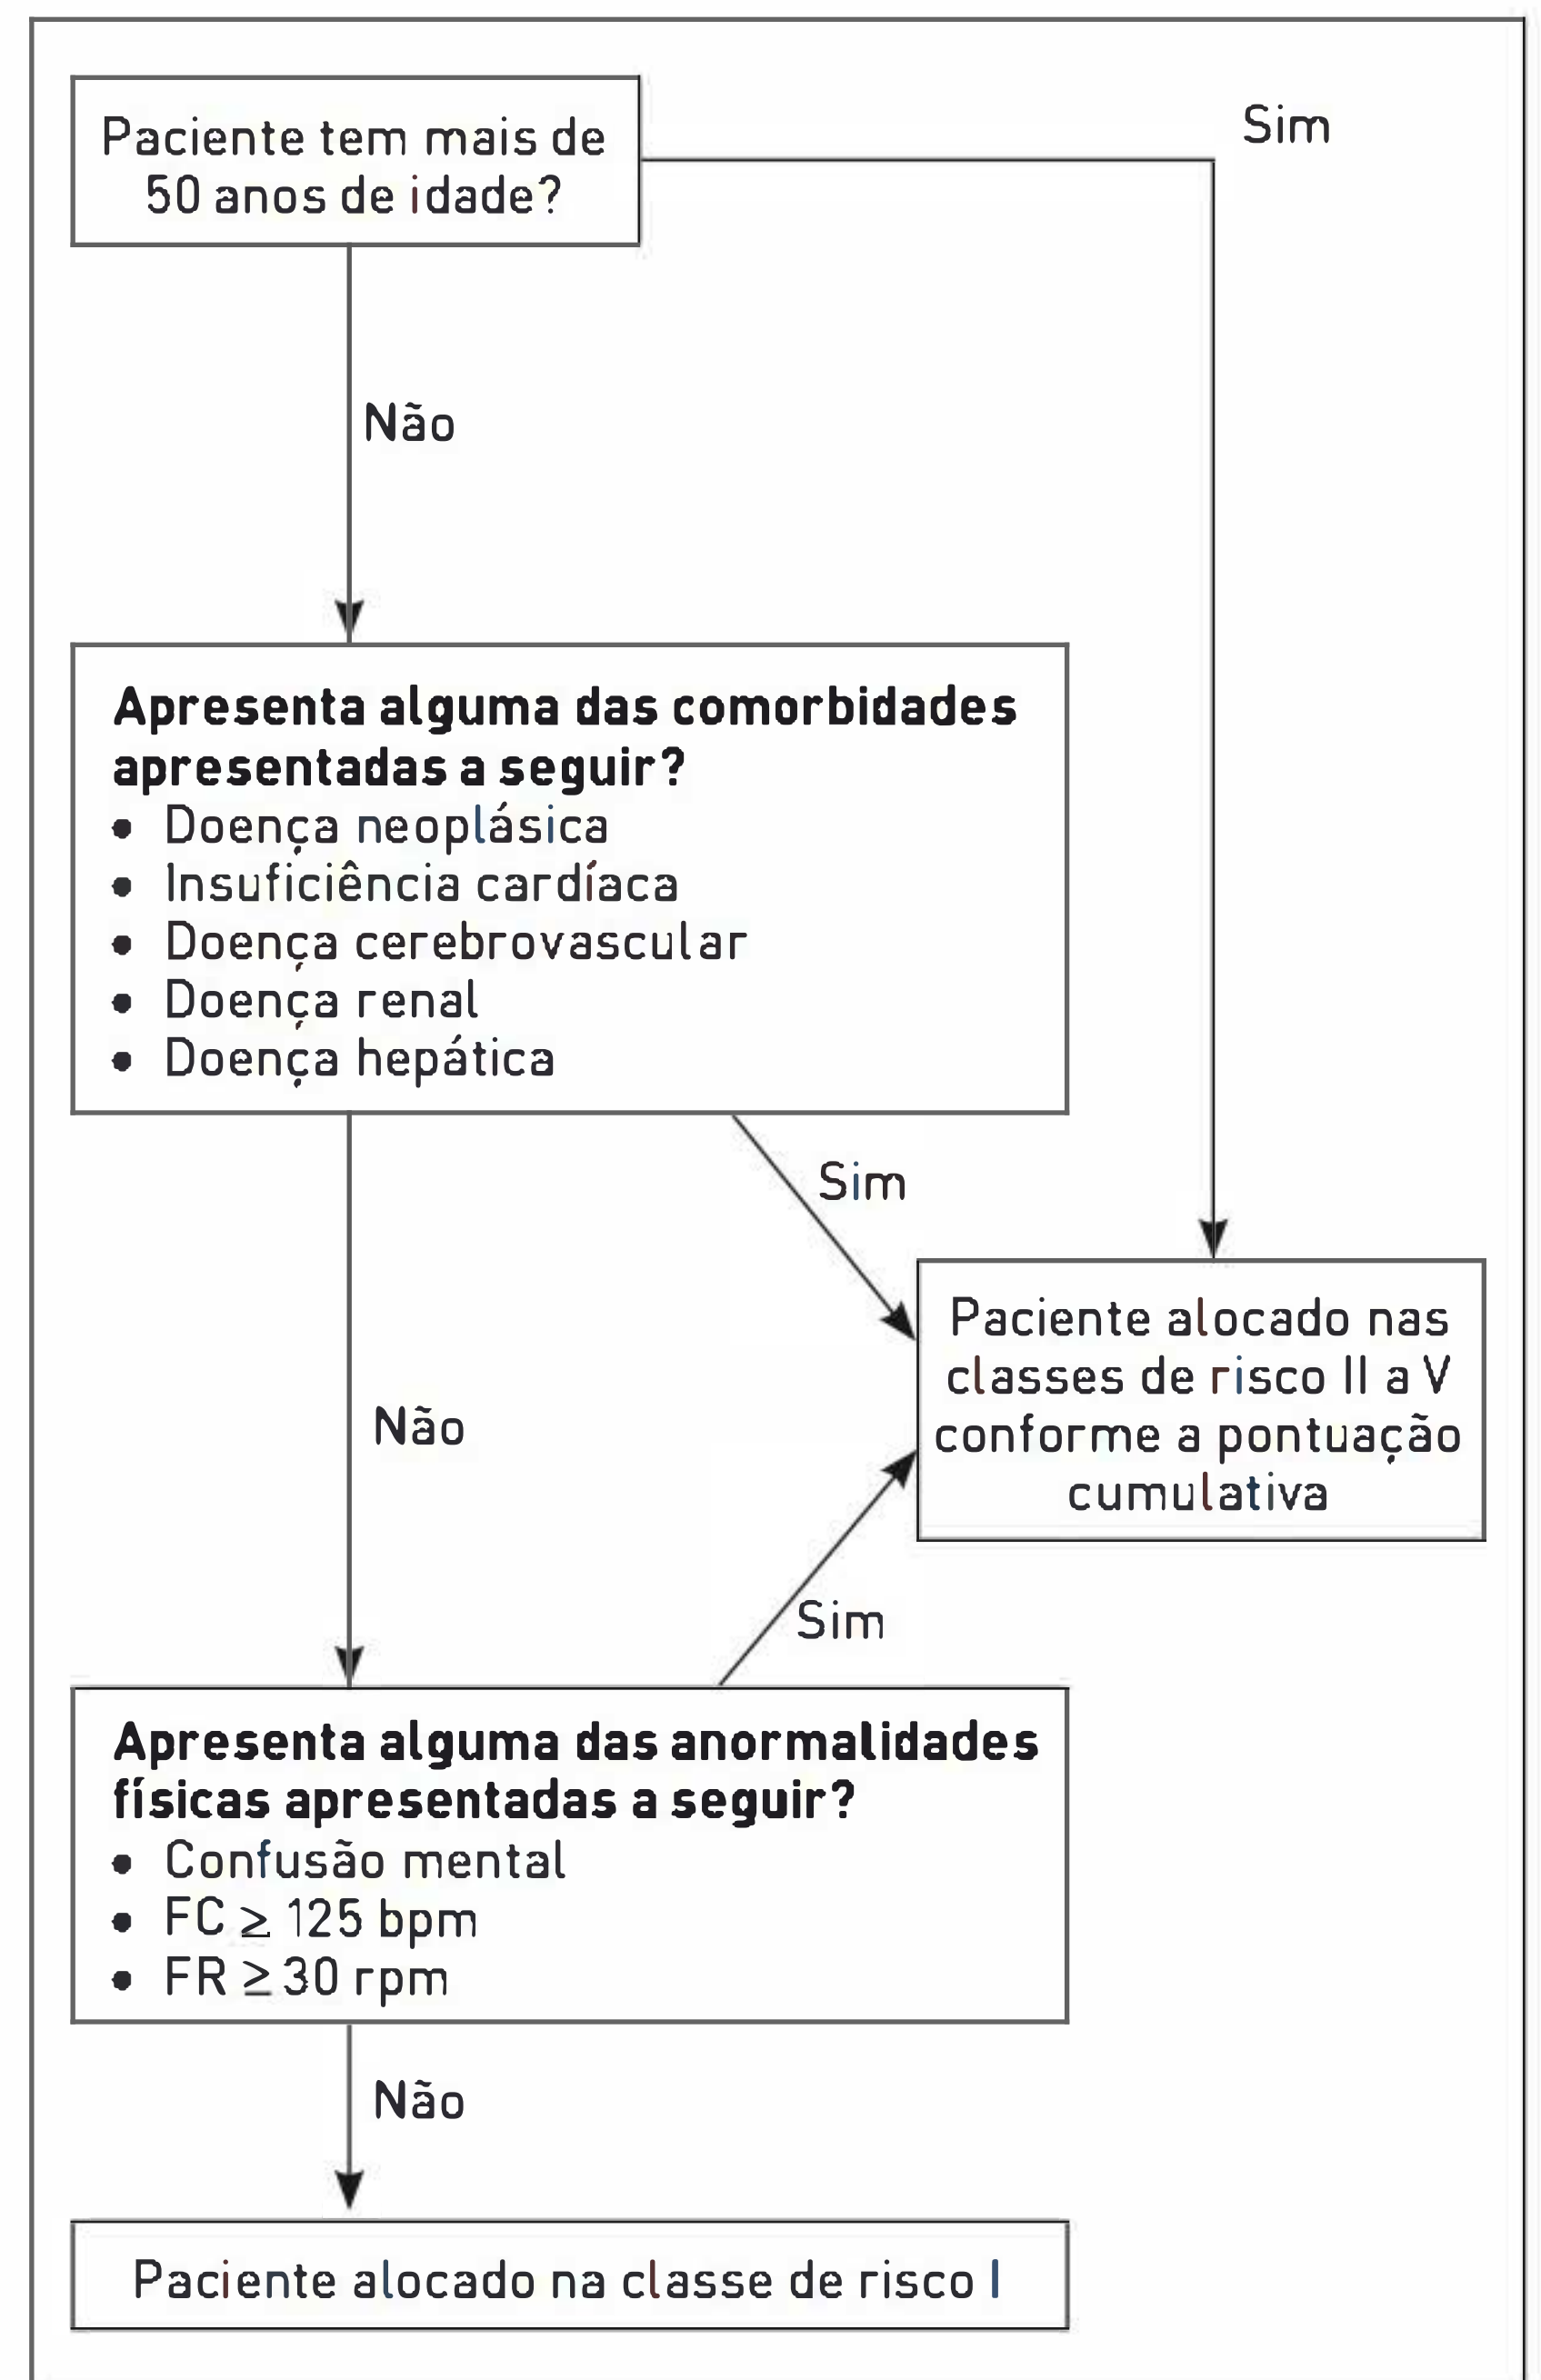 Paciente tem mais de
50 anos de idade?
Sim
Não
Apresenta alguma das comorbidades
apresentadas a seguir?
• Doença neoplásica
• Insuficiência cardíaca
• Doença cerebrovascular
• Doença renal
• Doença hepática
Sim
Paciente alocado nas
classes de risco II a V
conforme a pontuação
cumulativa
Não
Sim
Apresenta alguma das anormalidades
físicas apresentadas a seguir?
• Confusão mental
• FC ≥ 125 bpm
• FR ≥ 30 rpm
Não
Paciente alocado na classe de risco I